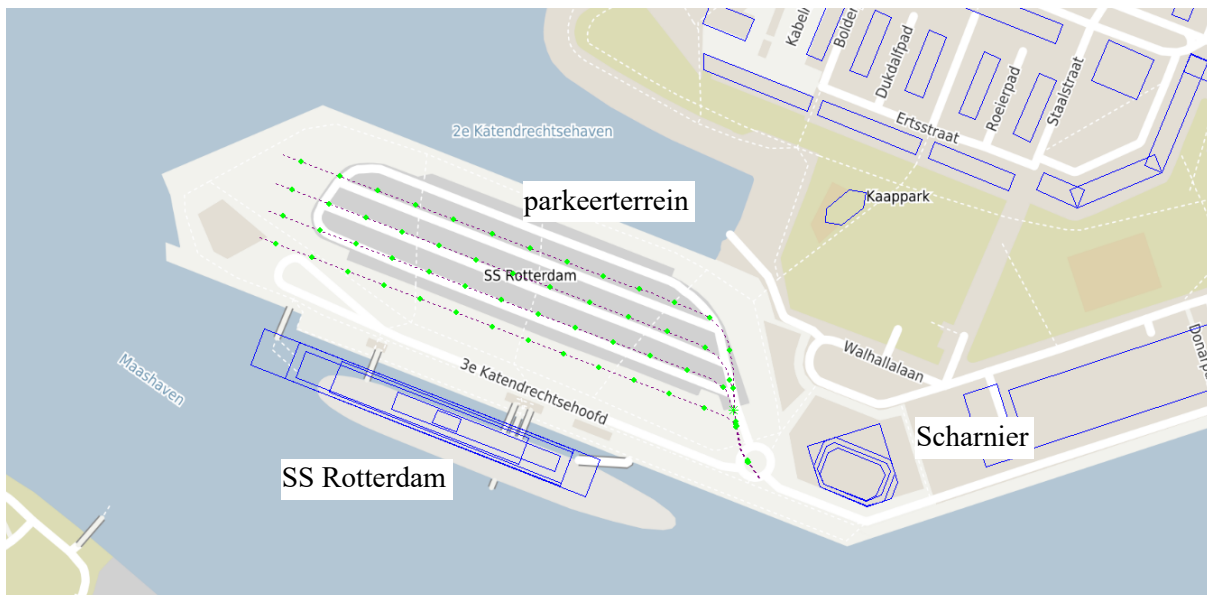 Kabel
Bolder
Dukdalfpad
Roeierpad
Staalstraat
Ertsstraat
2e Katendrechtsehaven
parkeerterrein
Kaappark
SS Rotterdam
Walhallalaan
Maashaven
3e Katendrechtsehoofd
Scharnier
SS Rotterdam